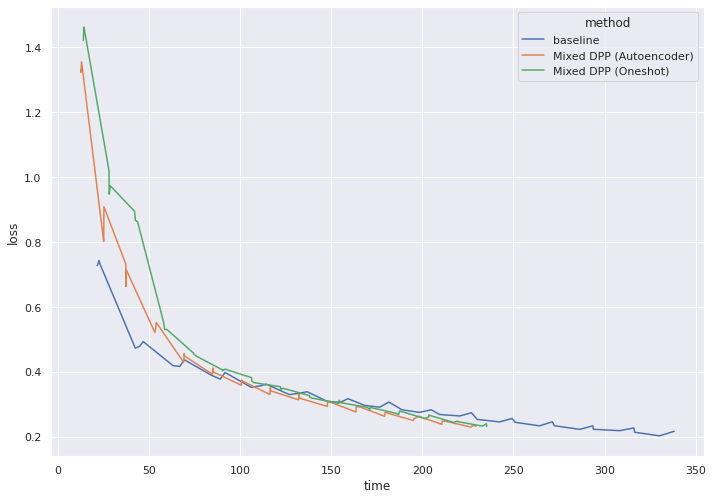 method
baseline
Mixed DPP (Autoencoder)
Mixed DPP (Oneshot)
1.4
1.2
1.0
0.8
0.6
0.4
0.2
loss
0
50
100
150
200
250
300
350
time